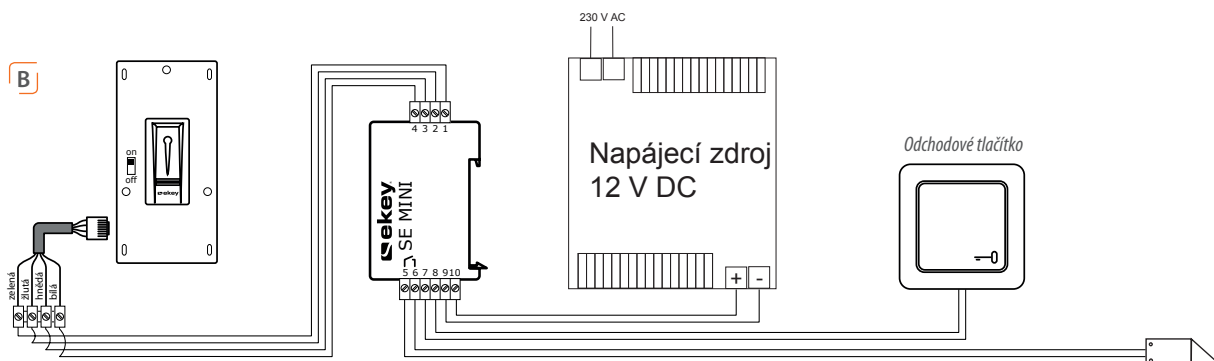 B
on
off
ekey
zelená
žlutá
hnědá
bílá
4 3 2 1
ekey
SE MINI
5 6 7 8 9 10
230 V AC
Napájecí zdroj
12 V DC
+ -
Odchodové tlačítko